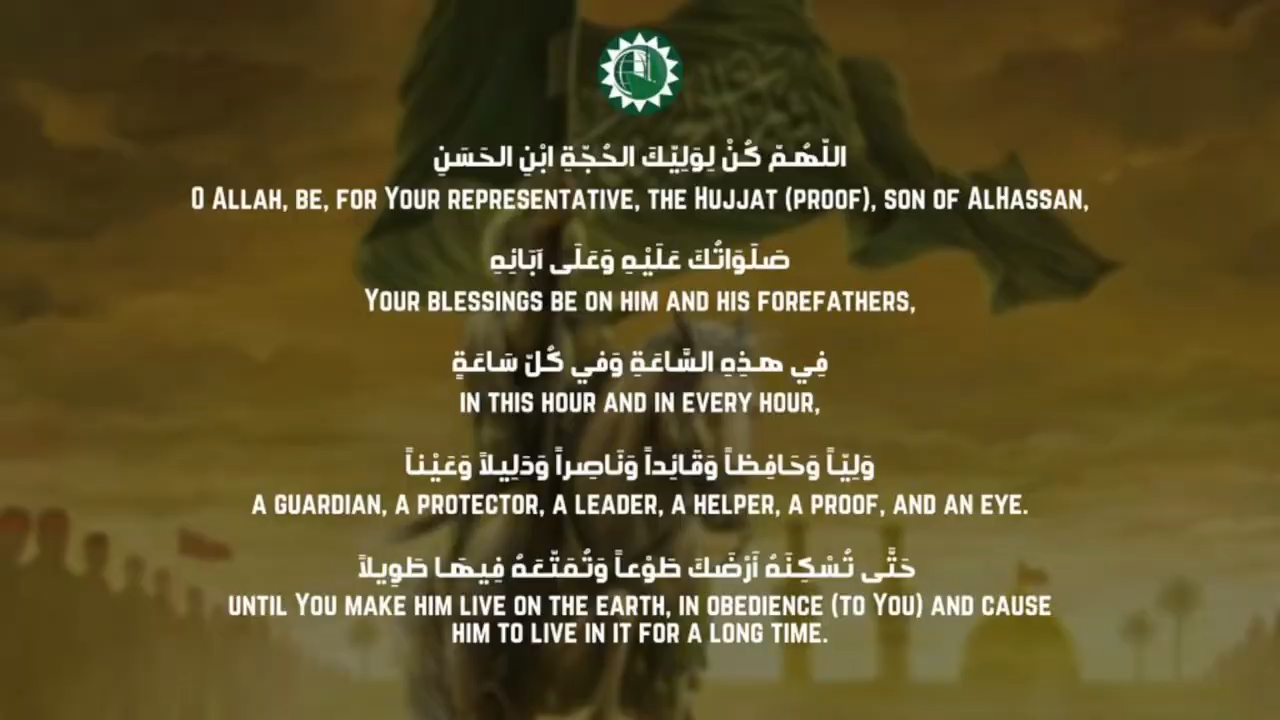 اللّهُمّ كُنْ لِوَلِيّكَ الحُجّةِ ابْنِ الحَسَنِ
O Allah, be, for Your representative, the Hujjat (proof), son of AlHassan,
صَلَوَاتُكَ عَلَيْهِ وَعَلَى آبَائِهِ
Your blessings be on him and his forefathers,
فِي هذِهِ السَّاعَةِ وَفي كُلّ سَاعَةٍ
in this hour and in every hour,
وَلِيّاً وَحَافِظاً وَقَائِداً وَنَاصِراً وَدَلِيلاً وَعَيْناً
a guardian, a protector, a leader, a helper, a proof, and an eye.
حَتَّى تُسْكِنَهُ أَرْضَكَ طَوْعاً وَتُمَتّعَهُ فِيهَا طَوِيلاً
until You make him live on the earth, in obedience (to You) and cause
him to live in it for a long time.